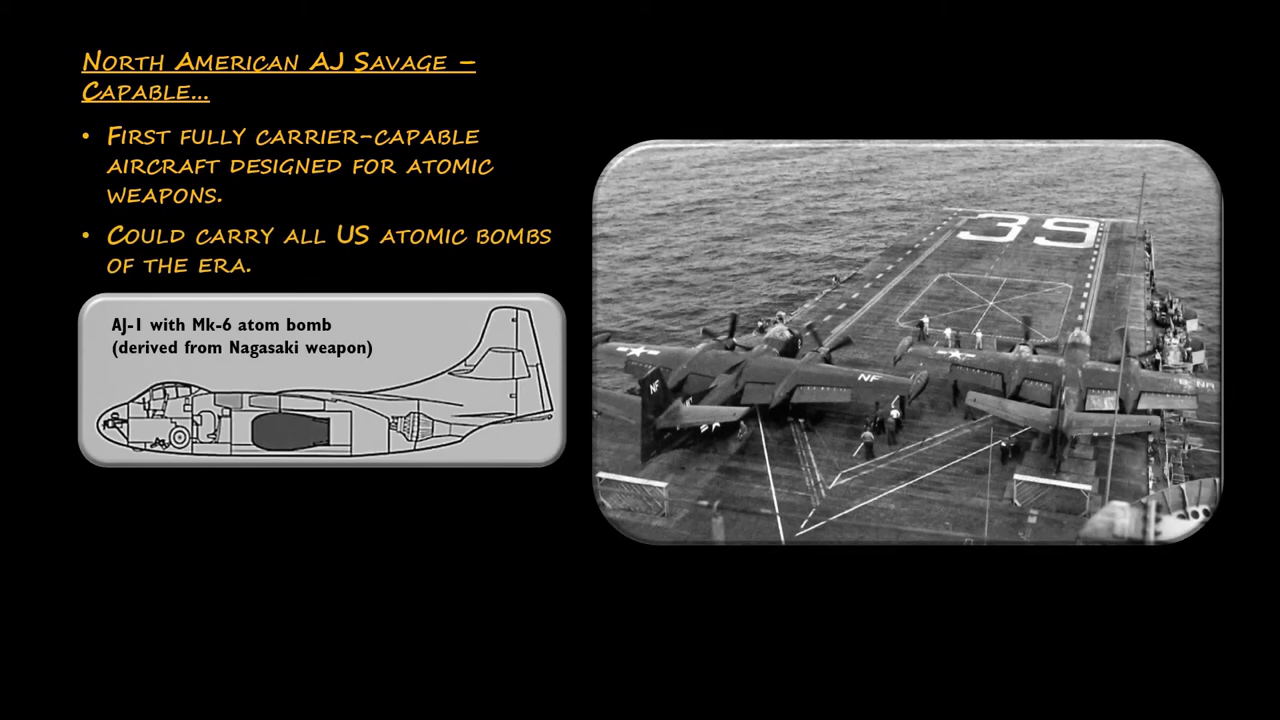 North American AJ Savage –
Capable…
• First fully carrier-capable
aircraft designed for atomic
weapons.
• Could carry all US atomic bombs
of the era.
AJ-1 with Mk-6 atom bomb
(derived from Nagasaki weapon)
39
NF
NF